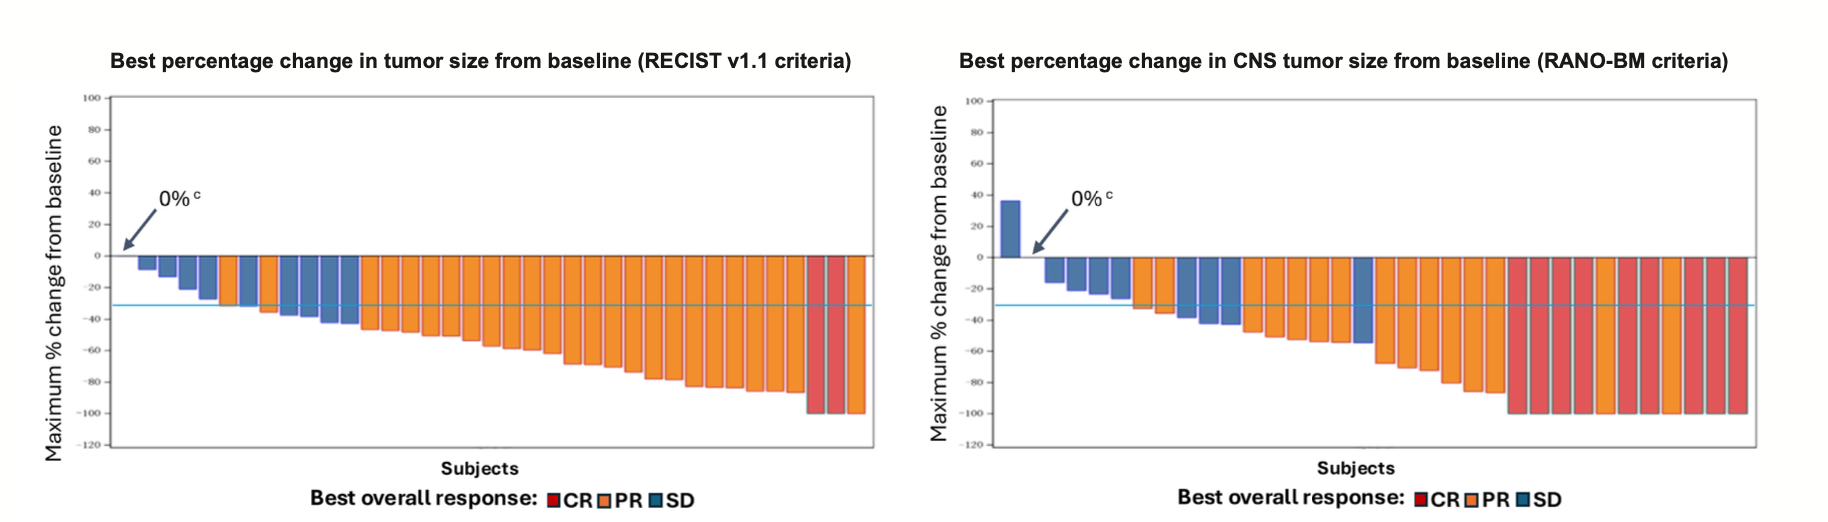 Best percentage change in tumor size from baseline (RECIST v1.1 criteria)
Maximum % change from baseline
100
80
60
40
20
0
-20
-40
-60
-80
-100
-120
0% c
Subjects
Best overall response: CR PR SD
Best percentage change in CNS tumor size from baseline (RANO-BM criteria)
Maximum % change from baseline
100
80
60
40
20
0
-20
-40
-60
-80
-100
-120
0% c
Subjects
Best overall response: CR PR SD